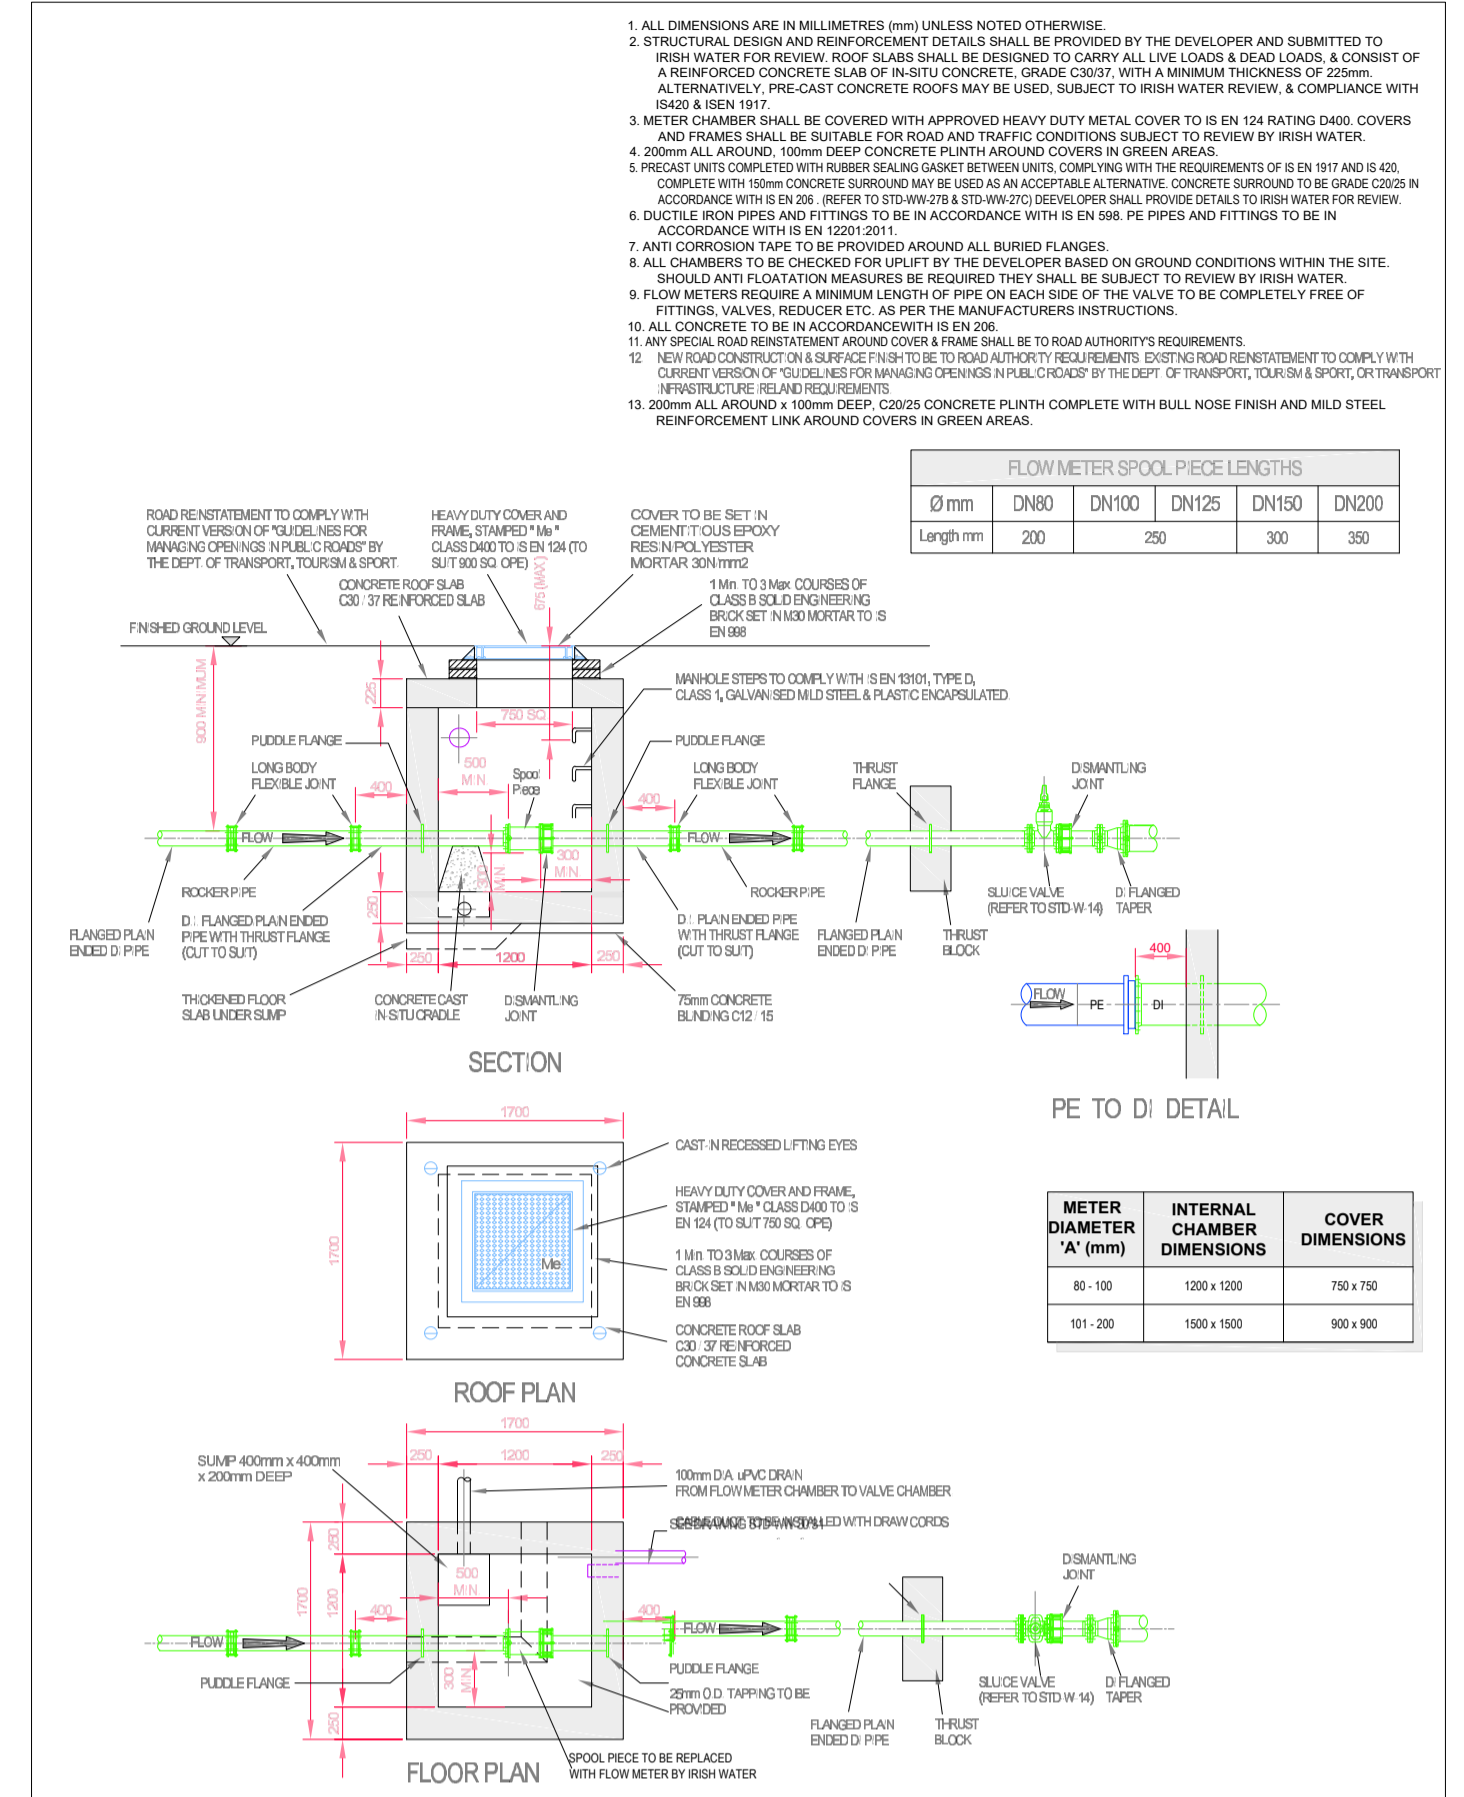 1. ALL DIMENSIONS ARE IN MILLIMETRES (mm) UNLESS NOTED OTHERWISE.
2. STRUCTURAL DESIGN AND REINFORCEMENT DETAILS SHALL BE PROVIDED BY THE DEVELOPER AND SUBMITTED TO
IRISH WATER FOR REVIEW. ROOF SLABS SHALL BE DESIGNED TO CARRY ALL LIVE LOADS & DEAD LOADS, & CONSIST OF
A REINFORCED CONCRETE SLAB OF IN-SITU CONCRETE, GRADE C30/37, WITH A MINIMUM THICKNESS OF 225mm.
ALTERNATIVELY, PRE-CAST CONCRETE ROOFS MAY BE USED, SUBJECT TO IRISH WATER REVIEW, & COMPLIANCE WITH
IS420 & ISEN 1917.
3. METER CHAMBER SHALL BE COVERED WITH APPROVED HEAVY DUTY METAL COVER TO IS EN 124 RATING D400. COVERS
AND FRAMES SHALL BE SUITABLE FOR ROAD AND TRAFFIC CONDITIONS SUBJECT TO REVIEW BY IRISH WATER.
4. 200mm ALL AROUND, 100mm DEEP CONCRETE PLINTH AROUND COVERS IN GREEN AREAS.
5. PRECAST UNITS COMPLETED WITH RUBBER SEALING GASKET BETWEEN UNITS, COMPLYING WITH THE REQUIREMENTS OF IS EN 1917 AND IS 420,
COMPLETE WITH 150mm CONCRETE SURROUND MAY BE USED AS AN ACCEPTABLE ALTERNATIVE. CONCRETE SURROUND TO BE GRADE C20/25 IN
ACCORDANCE WITH IS EN 206 . (REFER TO STD-WW-27B & STD-WW-27C) DEEVELOPER SHALL PROVIDE DETAILS TO IRISH WATER FOR REVIEW.
6. DUCTILE IRON PIPES AND FITTINGS TO BE IN ACCORDANCE WITH IS EN 598. PE PIPES AND FITTINGS TO BE IN
ACCORDANCE WITH IS EN 12201:2011.
7. ANTI CORROSION TAPE TO BE PROVIDED AROUND ALL BURIED FLANGES.
8. ALL CHAMBERS TO BE CHECKED FOR UPLIFT BY THE DEVELOPER BASED ON GROUND CONDITIONS WITHIN THE SITE.
SHOULD ANTI FLOATATION MEASURES BE REQUIRED THEY SHALL BE SUBJECT TO REVIEW BY IRISH WATER.
9. FLOW METERS REQUIRE A MINIMUM LENGTH OF PIPE ON EACH SIDE OF THE VALVE TO BE COMPLETELY FREE OF
FITTINGS, VALVES, REDUCER ETC. AS PER THE MANUFACTURERS INSTRUCTIONS.
10. ALL CONCRETE TO BE IN ACCORDANCEWITH IS EN 206.
11. ANY SPECIAL ROAD REINSTATEMENT AROUND COVER & FRAME SHALL BE TO ROAD AUTHORITY'S REQUIREMENTS.
12 NEW ROAD CONSTRUCTION & SURFACE FINISH TO BE TO ROAD AUTHORITY REQUIREMENTS. EXISTING ROAD REINSTATEMENT TO COMPLY WITH
CURRENT VERSION OF "GUIDELINES FOR MANAGING OPENINGS IN PUBLIC ROADS" BY THE DEPT OF TRANSPORT, TOURISM & SPORT, OR TRANSPORT
INFRASTRUCTURE IRELAND REQUIREMENTS
13. 200mm ALL AROUND x 100mm DEEP, C20/25 CONCRETE PLINTH COMPLETE WITH BULL NOSE FINISH AND MILD STEEL
REINFORCEMENT LINK AROUND COVERS IN GREEN AREAS.
FLOW METER SPOOL PIECE LENGTHS
Ø mm DN80 DN100 DN125 DN150 DN200
Length mm 200 250 300 350
ROAD REINSTATEMENT TO COMPLY WITH
CURRENT VERSION OF "GUIDELINES FOR
MANAGING OPENINGS IN PUBLIC ROADS" BY
THE DEPT. OF TRANSPORT, TOURISM & SPORT.
HEAVY DUTY COVER AND
FRAME, STAMPED " Me "
CLASS D400 TO IS EN 124 (TO
SUIT 900 SQ. OPE)
COVER TO BE SET IN
CEMENTITIOUS EPOXY
RESIN/POLYESTER
MORTAR 30N/mm2
675 (MAX)
CONCRETE ROOF SLAB
C30 / 37 REINFORCED SLAB
1 Min. TO 3 Max. COURSES OF
CLASS B SOLID ENGINEERING
BRICK SET IN M30 MORTAR TO IS
EN 998
FINISHED GROUND LEVEL
900 MINIMUM
225
750 SQ
MANHOLE STEPS TO COMPLY WITH IS EN 13101, TYPE D,
CLASS 1, GALVANISED MILD STEEL & PLASTIC ENCAPSULATED.
PUDDLE FLANGE
PUDDLE FLANGE
LONG BODY
FLEXIBLE JOINT
400
500
MIN.
Spool
Piece
400
LONG BODY
FLEXIBLE JOINT
THRUST
FLANGE
DISMANTLING
JOINT
FLOW
FLOW
300
MIN
300
MIN
250
ROCKER PIPE
ROCKER PIPE
SLUICE VALVE
(REFER TO STD-W-14)
DI FLANGED
TAPER
FLANGED PLAIN
ENDED DI PIPE
D.I. FLANGED PLAIN ENDED
PIPE WITH THRUST FLANGE
(CUT TO SUIT)
D.I. PLAIN ENDED PIPE
WITH THRUST FLANGE
(CUT TO SUIT)
FLANGED PLAIN
ENDED DI PIPE
THRUST
BLOCK
250 1200 250
THICKENED FLOOR
SLAB UNDER SUMP
CONCRETE CAST
IN-SITU CRADLE
DISMANTLING
JOINT
75mm CONCRETE
BLINDING C12 / 15
SECTION
400
FLOW PE DI
PE TO DI DETAIL
1700
1700
CAST-IN RECESSED LIFTING EYES
HEAVY DUTY COVER AND FRAME,
STAMPED " Me " CLASS D400 TO IS
EN 124 (TO SUIT 750 SQ. OPE)
Me
1 Min. TO 3 Max. COURSES OF
CLASS B SOLID ENGINEERING
BRICK SET IN M30 MORTAR TO IS
EN 998
CONCRETE ROOF SLAB
C30 / 37 REINFORCED
CONCRETE SLAB
ROOF PLAN
METER DIAMETER 'A' (mm) INTERNAL CHAMBER DIMENSIONS COVER DIMENSIONS
80 - 100 1200 x 1200 750 x 750
101 - 200 1500 x 1500 900 x 900
1700
250 1200 250
SUMP 400mm x 400mm
x 200mm DEEP
100mm DIA. uPVC DRAIN
FROM FLOW METER CHAMBER TO VALVE CHAMBER
CABLE DUCT TO BE INSTALLED WITH DRAW CORDS
250
1200
1700
250
500
MIN.
400
400
300
MIN
FLOW
FLOW
DISMANTLING
JOINT
PUDDLE FLANGE
PUDDLE FLANGE
25mm O.D. TAPPING TO BE
PROVIDED
SLUICE VALVE
(REFER TO STD-W-14)
DI FLANGED
TAPER
FLANGED PLAIN
ENDED DI PIPE
THRUST
BLOCK
SPOOL PIECE TO BE REPLACED
WITH FLOW METER BY IRISH WATER
FLOOR PLAN